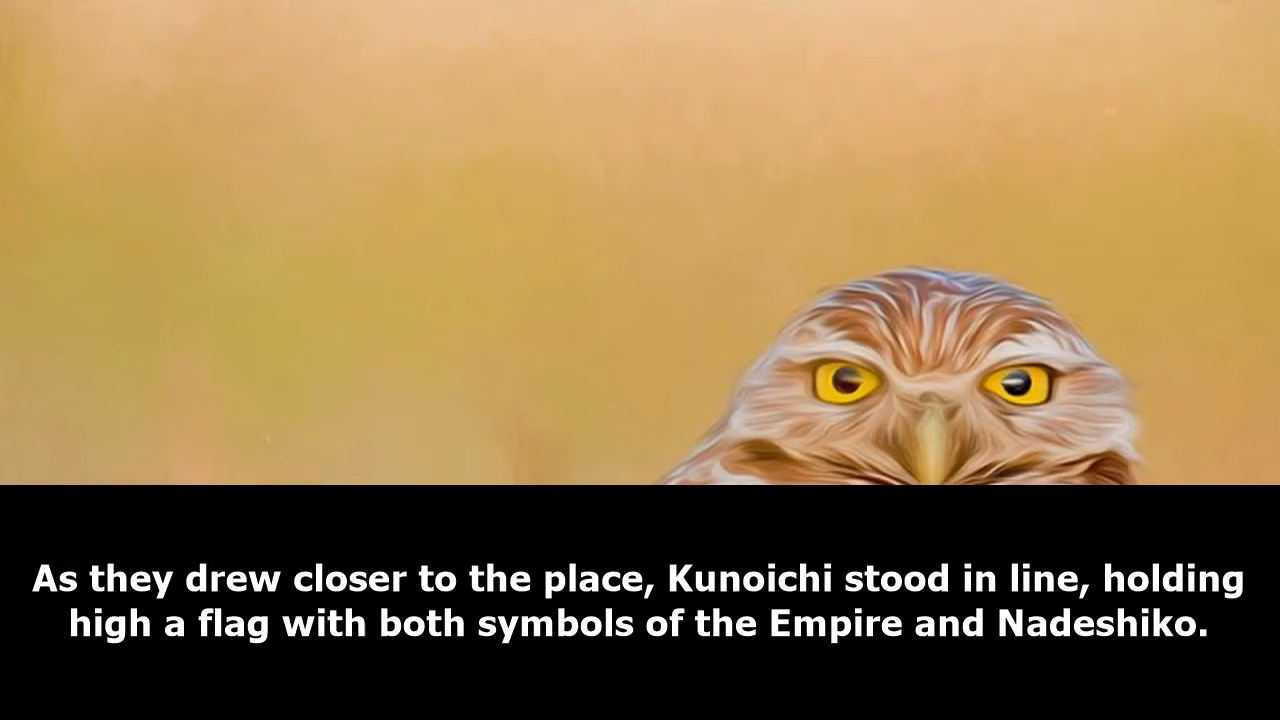 As they drew closer to the place, Kunoichi stood in line, holding
high a flag with both symbols of the Empire and Nadeshiko.